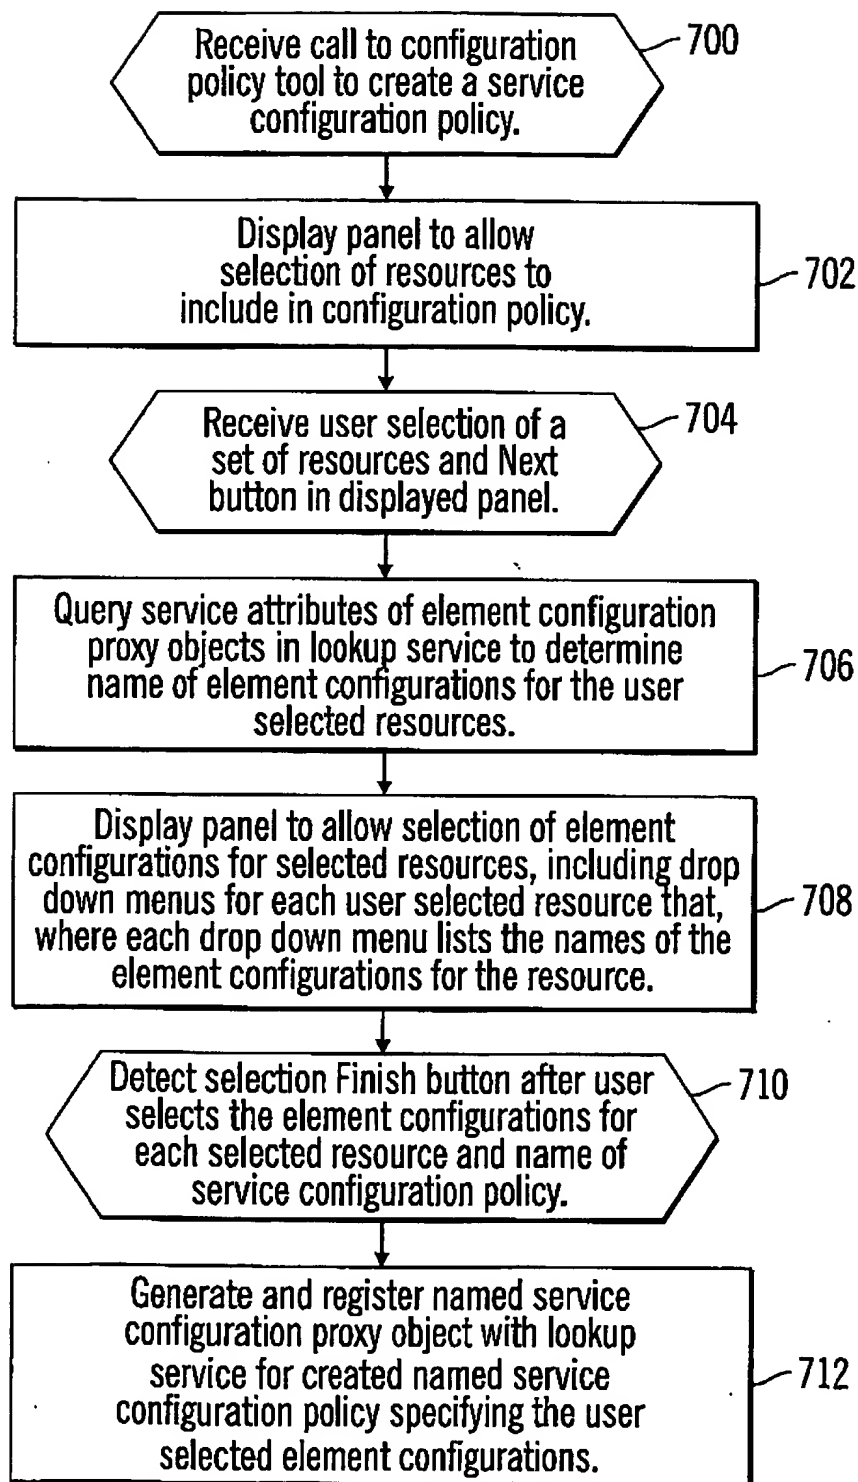 Receive call to configuration
policy tool to create a service
configuration policy.
700
Display panel to allow
selection of resources to
include in configuration policy.
702
Receive user selection of a
set of resources and Next
button in displayed panel.
704
Query service attributes of element configuration
proxy objects in lookup service to determine
name of element configurations for the user
selected resources.
706
Display panel to allow selection of element
configurations for selected resources, including drop
down menus for each user selected resource that,
where each drop down menu lists the names of the
element configurations for the resource.
708
Detect selection Finish button after user
selects the element configurations for
each selected resource and name of
service configuration policy.
710
Generate and register named service
configuration proxy object with lookup
service for created named service
configuration policy specifying the user
selected element configurations.
712